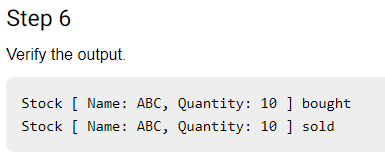 Step 6
Verify the output.
Stock [ Name: ABC, Quantity: 10 ] bought
Stock [ Name: ABC, Quantity: 10 ] sold